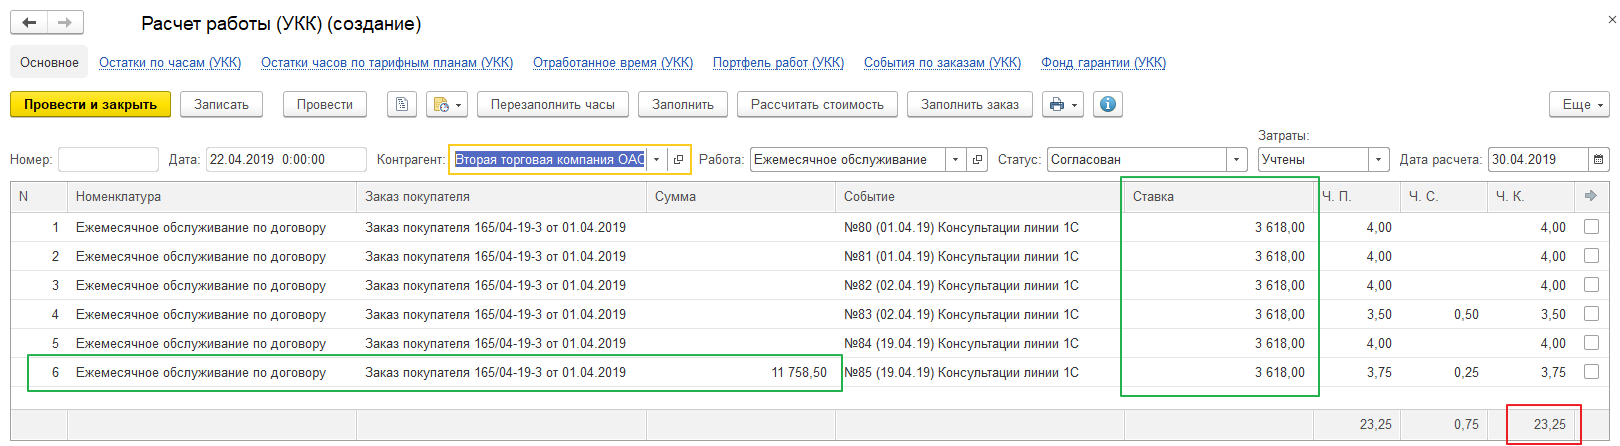 Расчет работы (УКК) (создание)
×
Основное Остатки по часам (УКК) Остатки часов по тарифным планам (УКК) Отработанное время (УКК) Портфель работ (УКК) События по заказам (УКК) Фонд гарантии (УКК)
Провести и закрыть Записать Провести Перезаполнить часы Заполнить Рассчитать стоимость Заполнить заказ Еще
Затраты:
Номер: Дата: 22.04.2019 0:00:00 Контрагент: Вторая торговая компания ОАО Работа: Ежемесячное обслуживание Статус: Согласован Учтены Дата расчета: 30.04.2019
N Номенклатура Заказ покупателя Сумма Событие Ставка Ч. П. Ч. С. Ч. К.
1 Ежемесячное обслуживание по договору Заказ покупателя 165/04-19-3 от 01.04.2019 №80 (01.04.19) Консультации линии 1С 3 618,00 4,00 4,00
2 Ежемесячное обслуживание по договору Заказ покупателя 165/04-19-3 от 01.04.2019 №81 (01.04.19) Консультации линии 1С 3 618,00 4,00 4,00
3 Ежемесячное обслуживание по договору Заказ покупателя 165/04-19-3 от 01.04.2019 №82 (02.04.19) Консультации линии 1С 3 618,00 4,00 4,00
4 Ежемесячное обслуживание по договору Заказ покупателя 165/04-19-3 от 01.04.2019 №83 (02.04.19) Консультации линии 1С 3 618,00 3,50 0,50 3,50
5 Ежемесячное обслуживание по договору Заказ покупателя 165/04-19-3 от 01.04.2019 №84 (19.04.19) Консультации линии 1С 3 618,00 4,00 4,00
6 Ежемесячное обслуживание по договору Заказ покупателя 165/04-19-3 от 01.04.2019 11 758,50 №85 (19.04.19) Консультации линии 1С 3 618,00 3,75 0,25 3,75
23,25 0,75 23,25